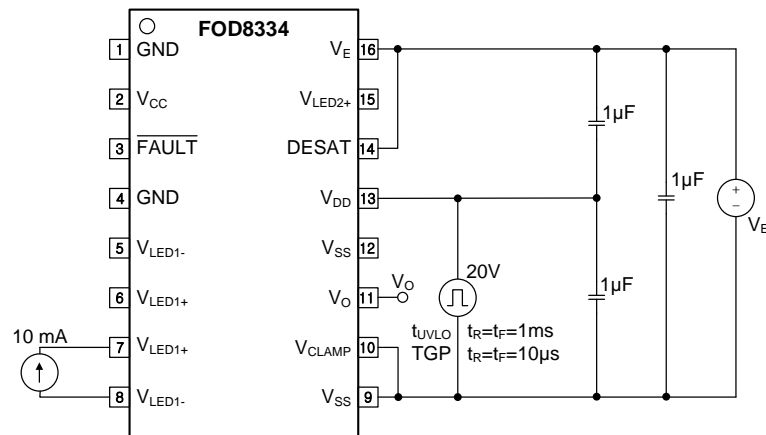 FOD8334
1 GND
2 VCC
3 FAULT
4 GND
5 VLED1-
6 VLED1+
7 VLED1+
8 VLED1-
10 mA
VE 16
VLED2+ 15
DESAT 14
VDD 13
VSS 12
VO 11
VCLAMP 10
VSS 9
VO
20V
tUVLO tR=tF=1ms
TGP tR=tF=10µs
1µF
1µF
1µF
+
−